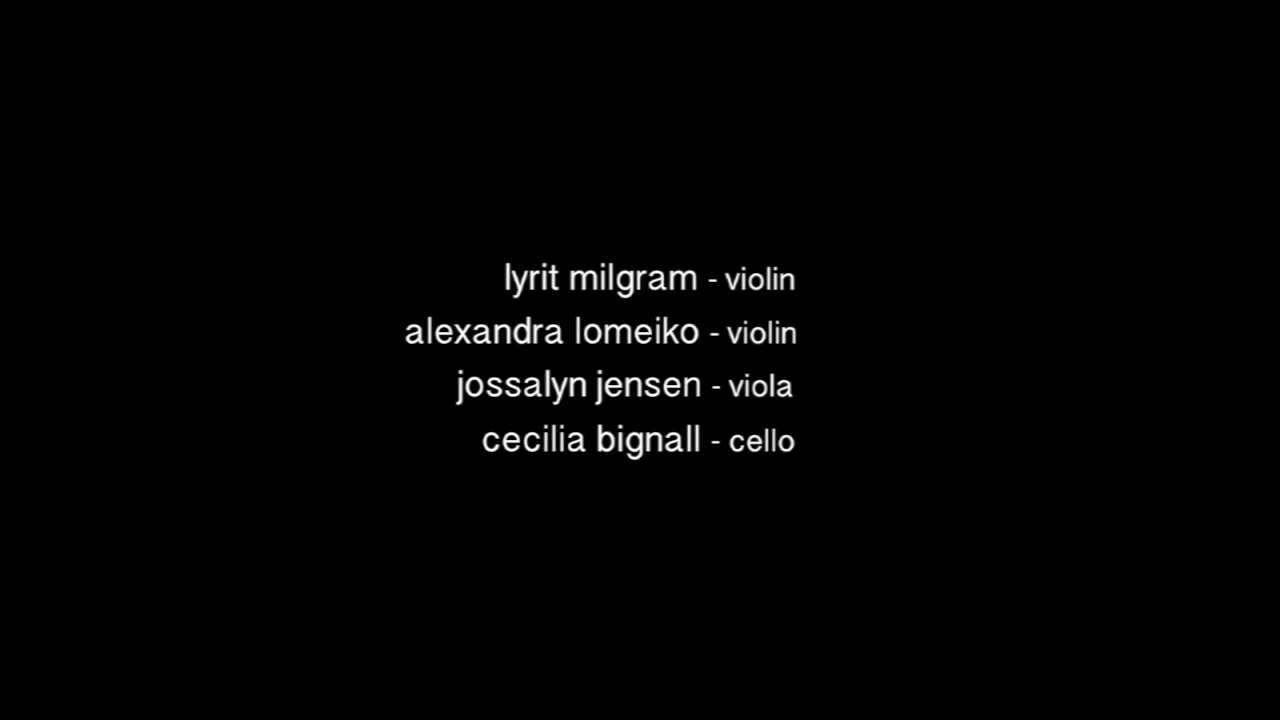 lyrit milgram - violin
alexandra lomeiko - violin
jossalyn jensen - viola
cecilia bignall - cello